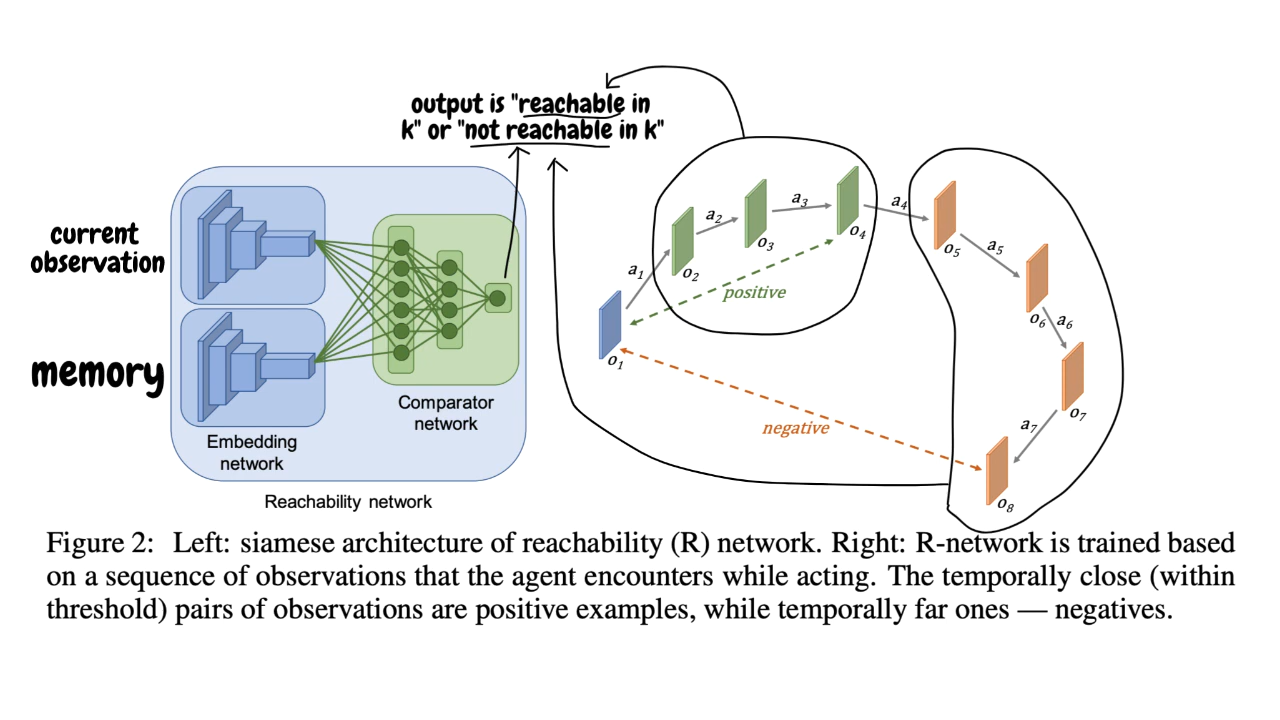 output is "reachable in
k" or "not reachable in k"
current
observation
memory
Embedding
network
Comparator
network
Reachability network
a₁
a₂
a₃
a₄
a₅
a₆
a₇
o₁
o₂
o₃
o₄
o₅
o₆
o₇
o₈
positive
negative
Figure 2: Left: siamese architecture of reachability (R) network. Right: R-network is trained based
on a sequence of observations that the agent encounters while acting. The temporally close (within
threshold) pairs of observations are positive examples, while temporally far ones — negatives.